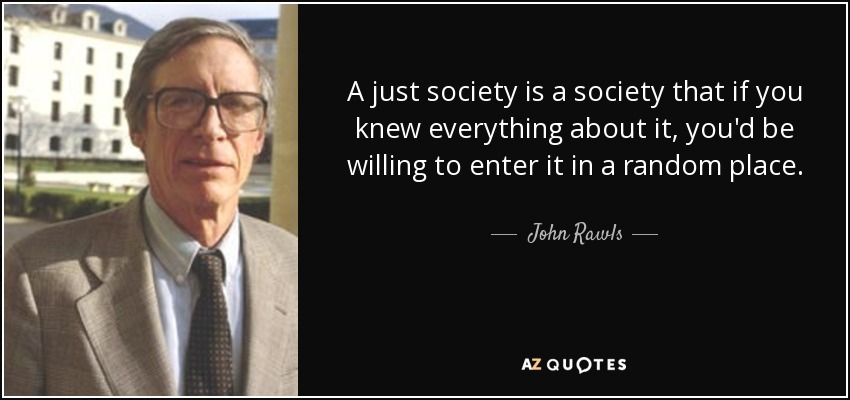 A just society is a society that if you
knew everything about it, you'd be
willing to enter it in a random place.
John Rawls
AZ QUOTES